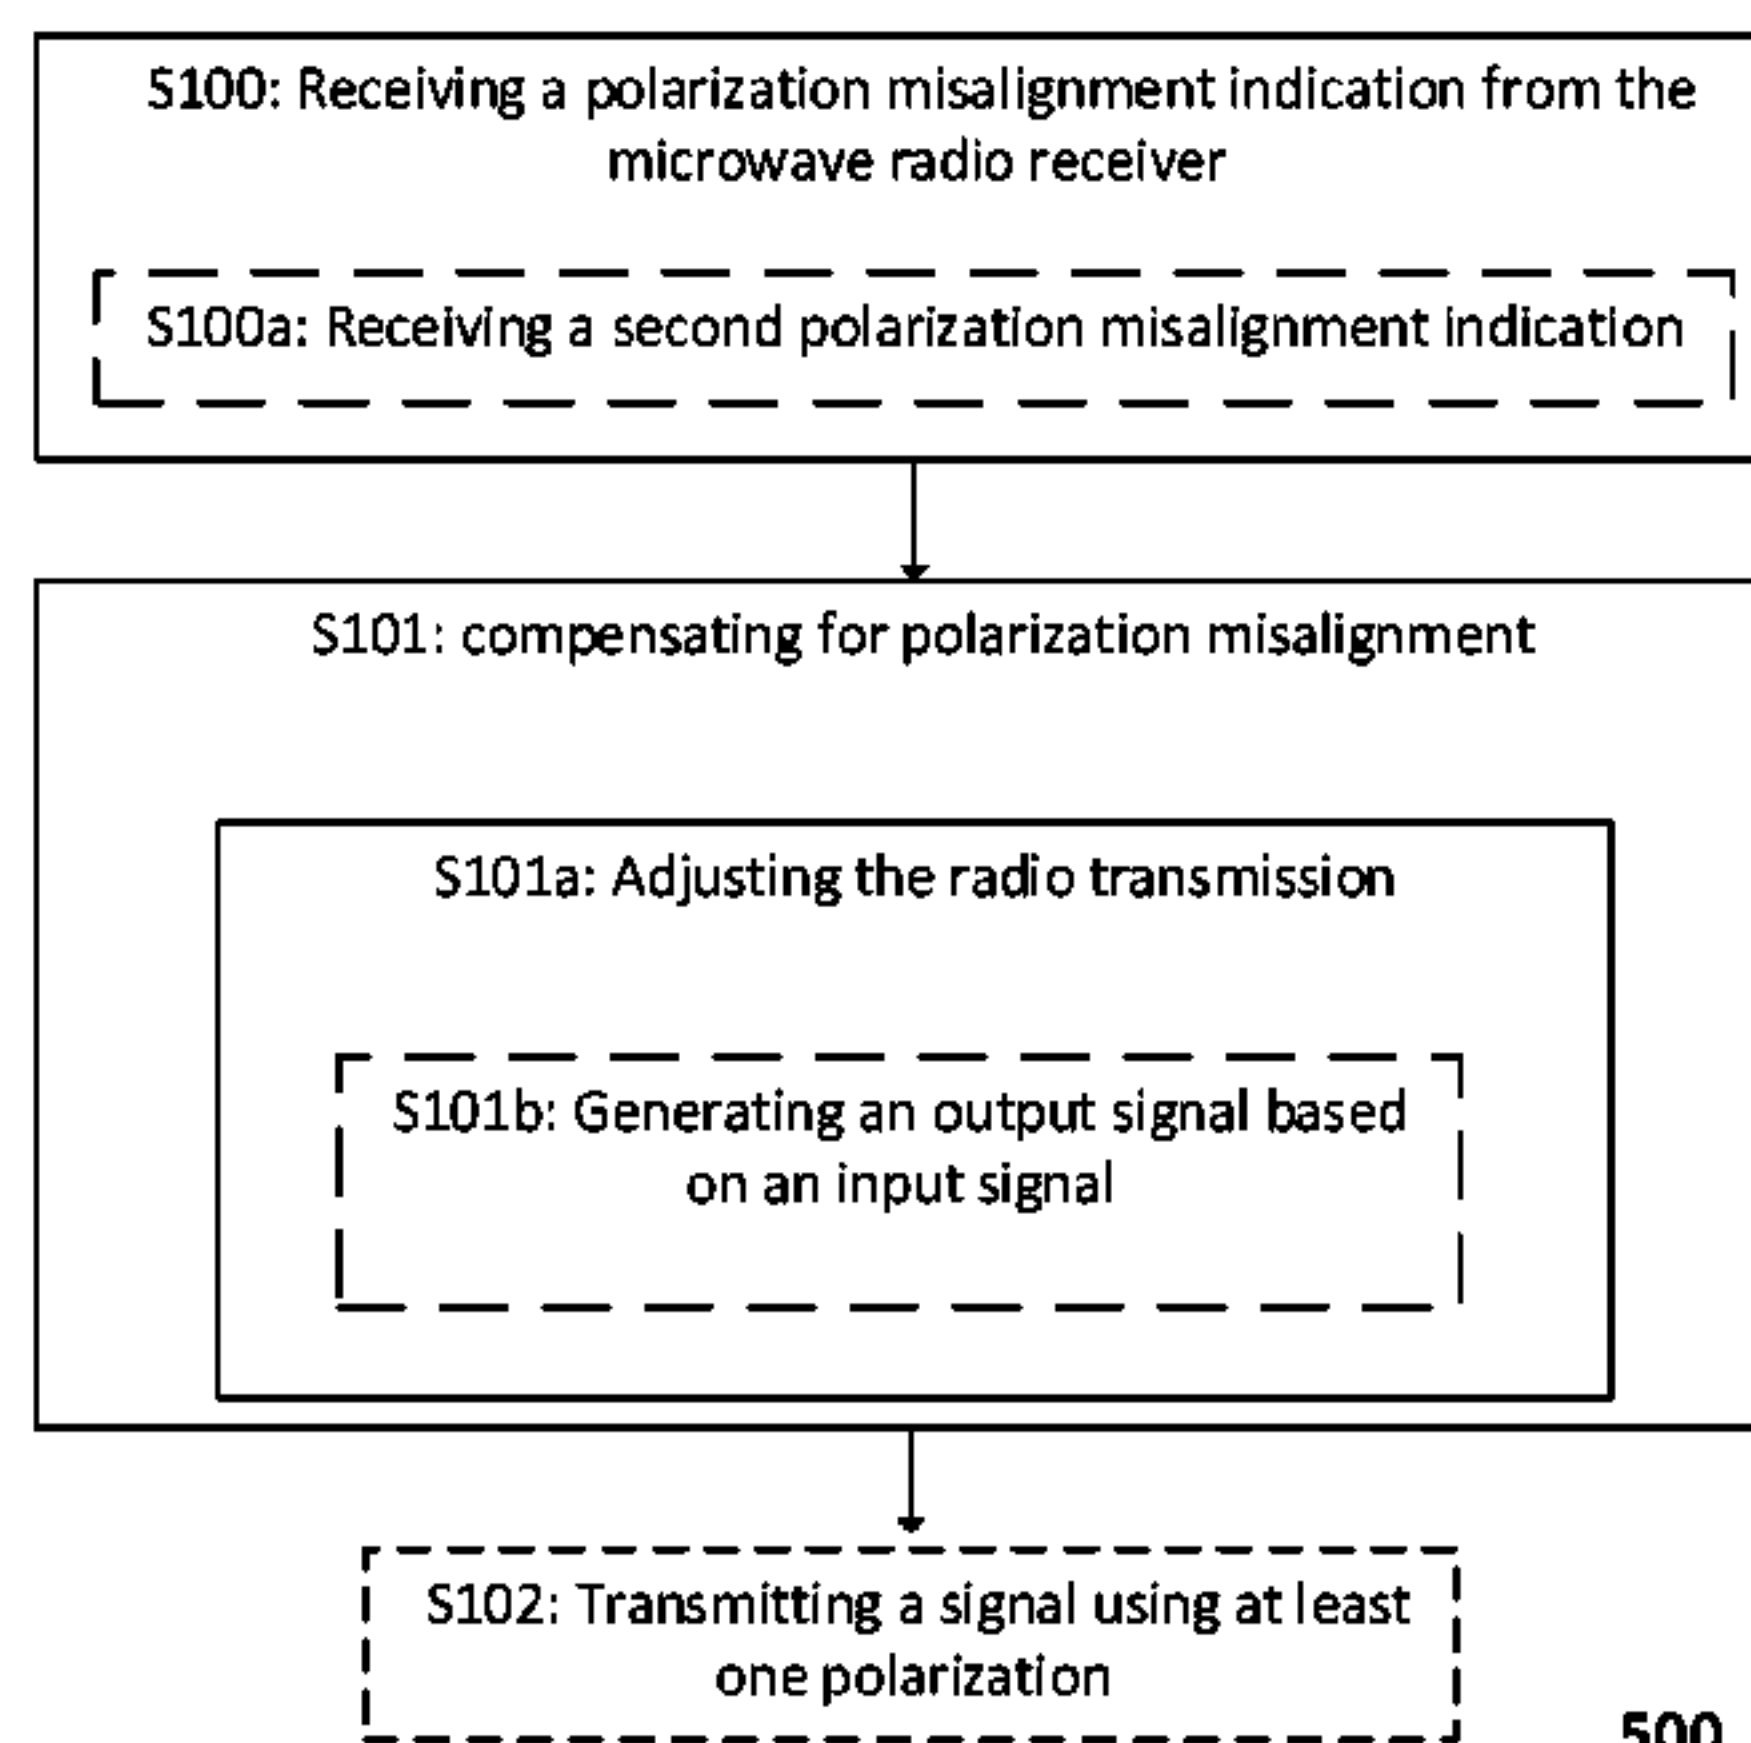 S100: Receiving a polarization misalignment indication from the
microwave radio receiver
S100a: Receiving a second polarization misalignment indication
S101: compensating for polarization misalignment
S101a: Adjusting the radio transmission
S101b: Generating an output signal based
on an input signal
S102: Transmitting a signal using at least
one polarization
500